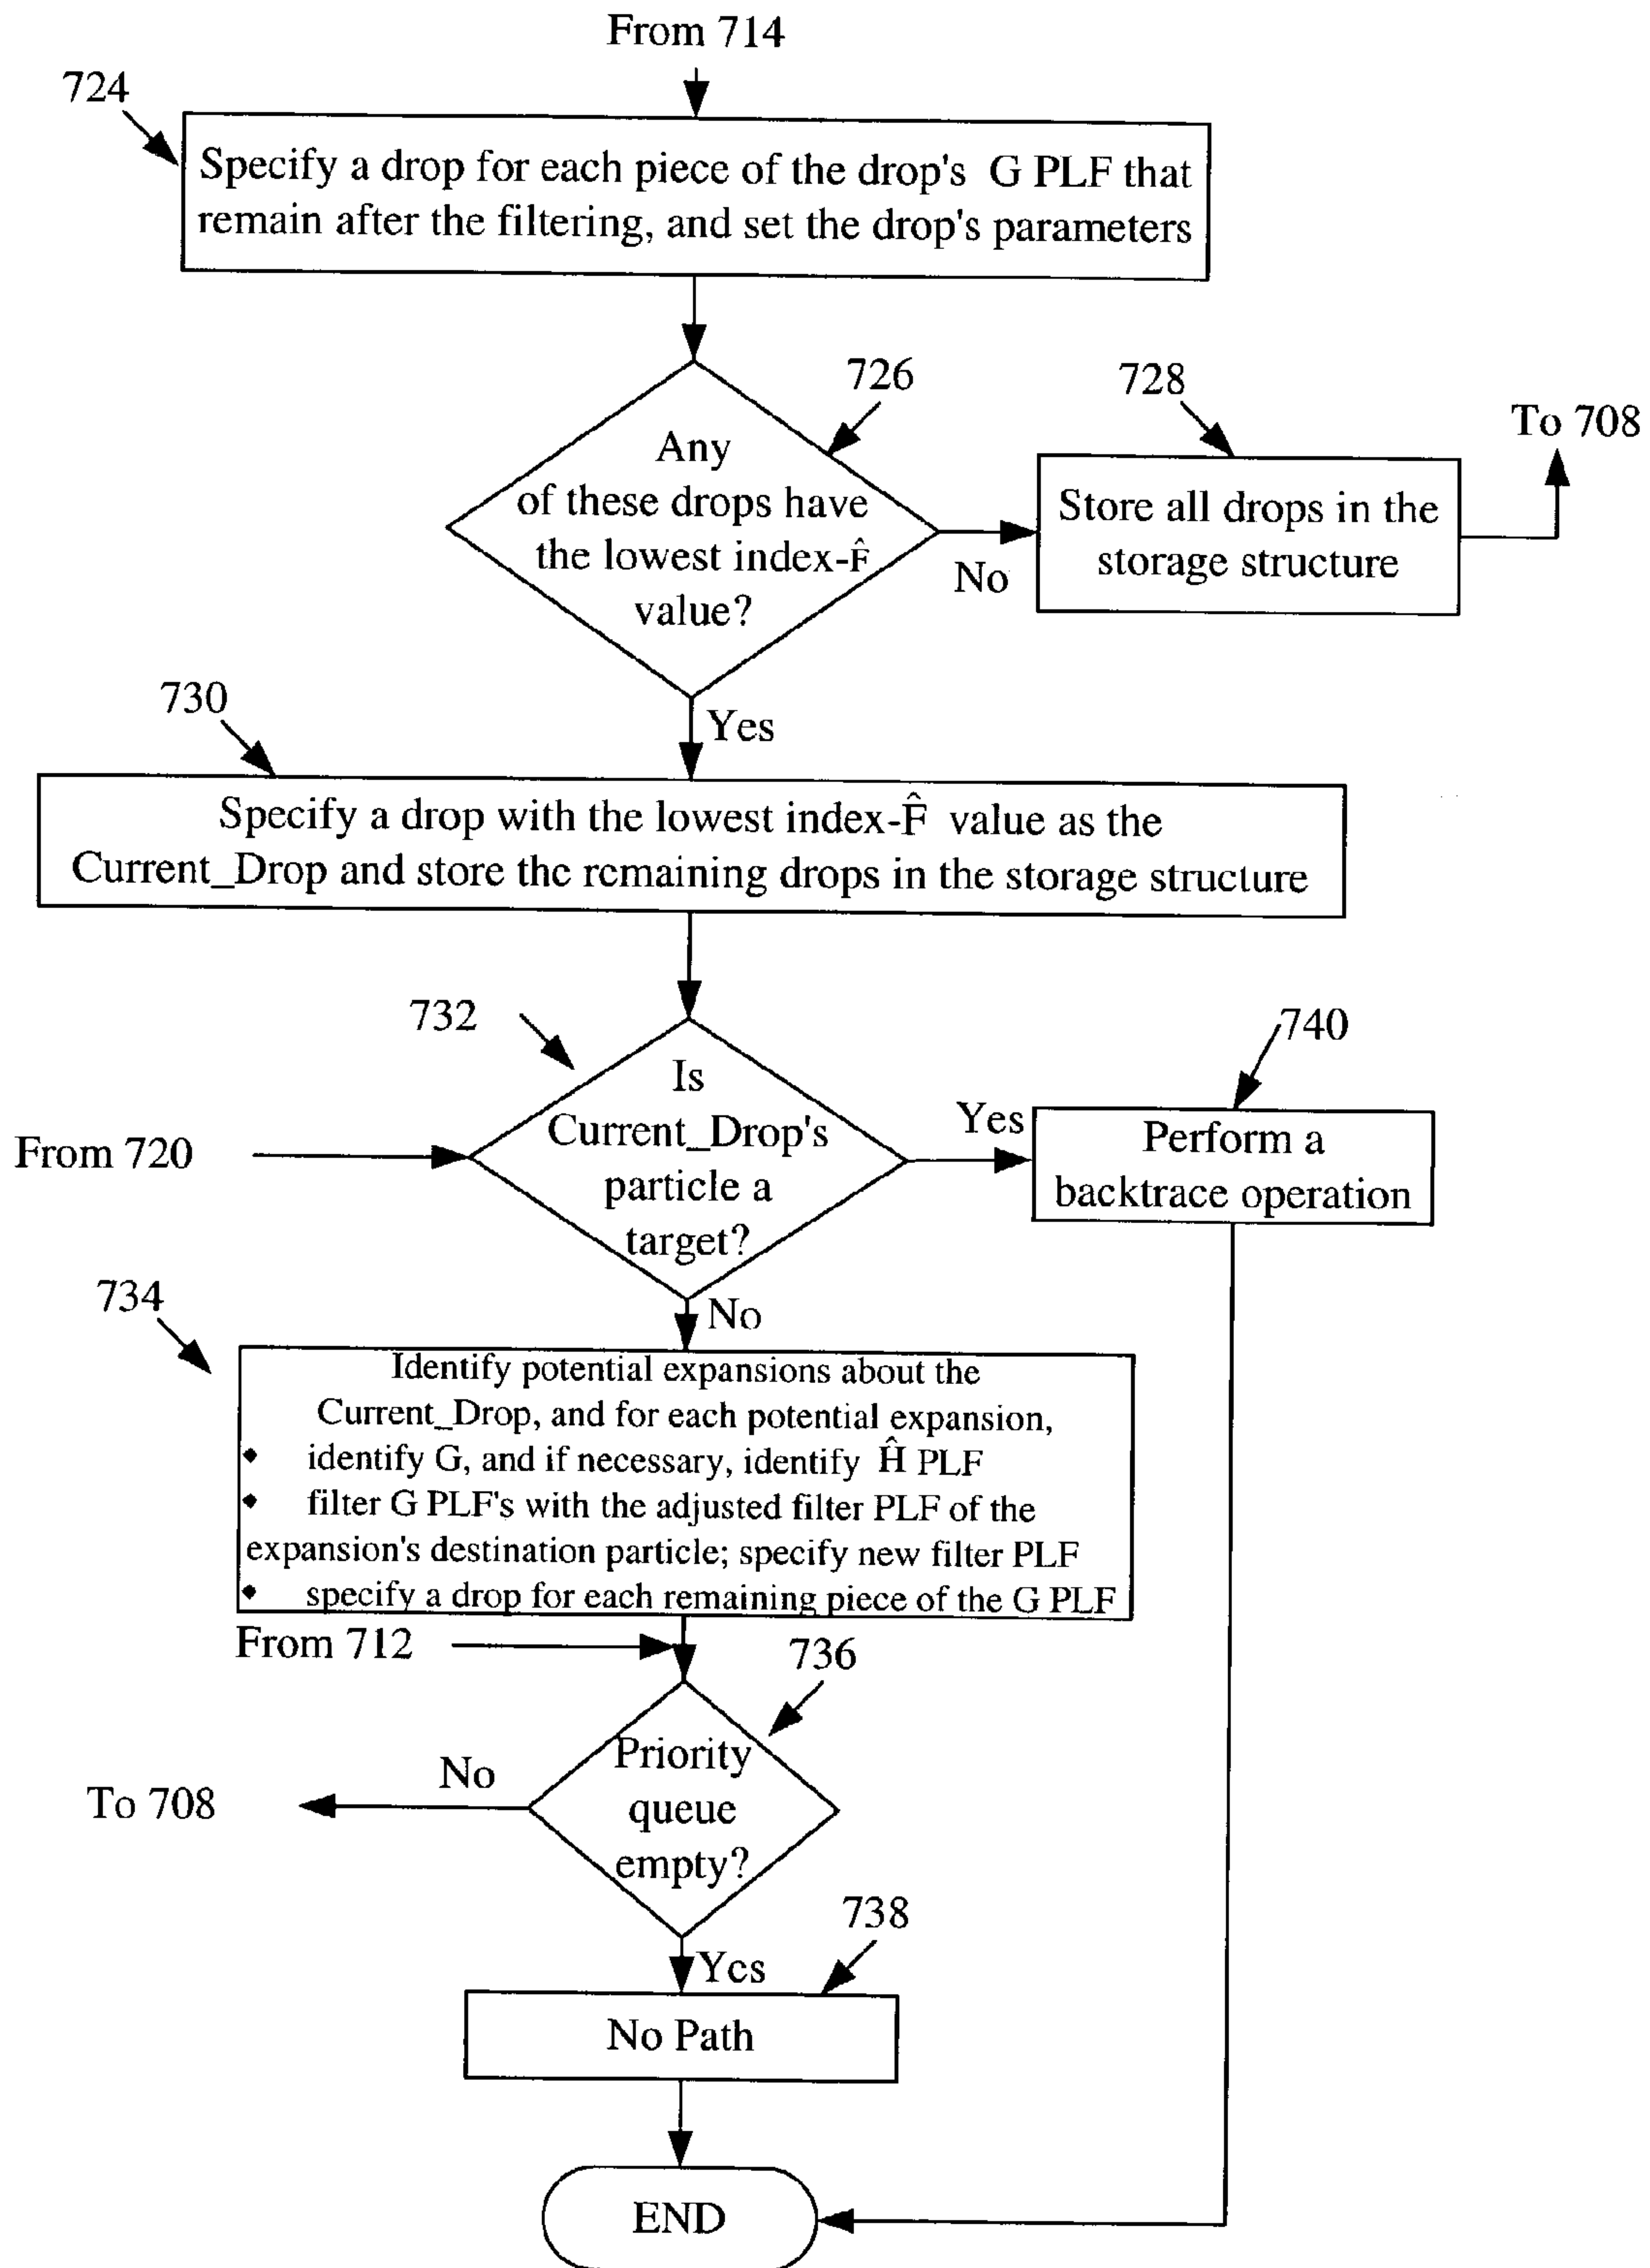 From 714
724
Specify a drop for each piece of the drop's G PLF that
remain after the filtering, and set the drop's parameters
726
728
To 708
Any
of these drops have
the lowest index-F̂
value?
No
Store all drops in the
storage structure
730
Yes
Specify a drop with the lowest index-F̂ value as the
Current_Drop and store the remaining drops in the storage structure
732
740
Is
Current_Drop's
particle a
target?
From 720
Yes
Perform a
backtrace operation
734
No
Identify potential expansions about the
Current_Drop, and for each potential expansion,
♦ identify G, and if necessary, identify Ĥ PLF
♦ filter G PLF's with the adjusted filter PLF of the
expansion's destination particle; specify new filter PLF
♦ specify a drop for each remaining piece of the G PLF
From 712
736
Priority
queue
empty?
No
To 708
738
Yes
No Path
END